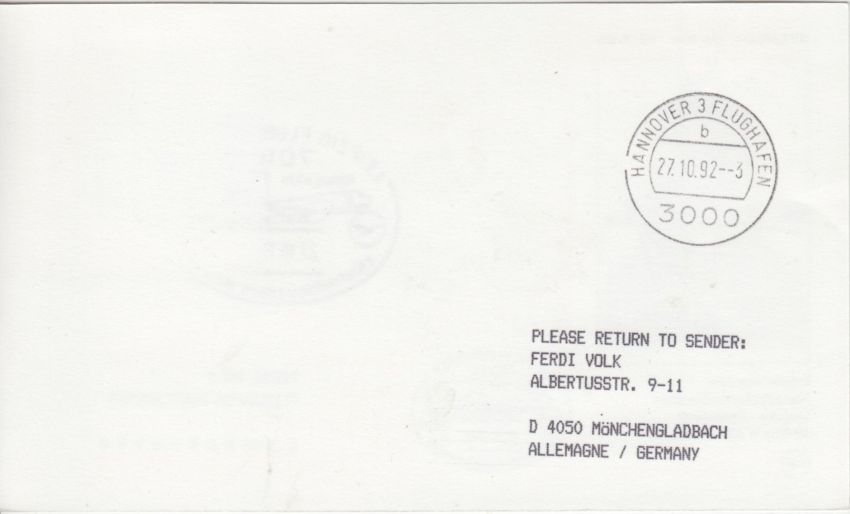 HANNOVER 3 FLUGHAFEN
b
27.10.92--3
3000
PLEASE RETURN TO SENDER:
FERDI VOLK
ALBERTUSSTR. 9-11
D 4050 MöNCHENGLADBACH
ALLEMAGNE / GERMANY